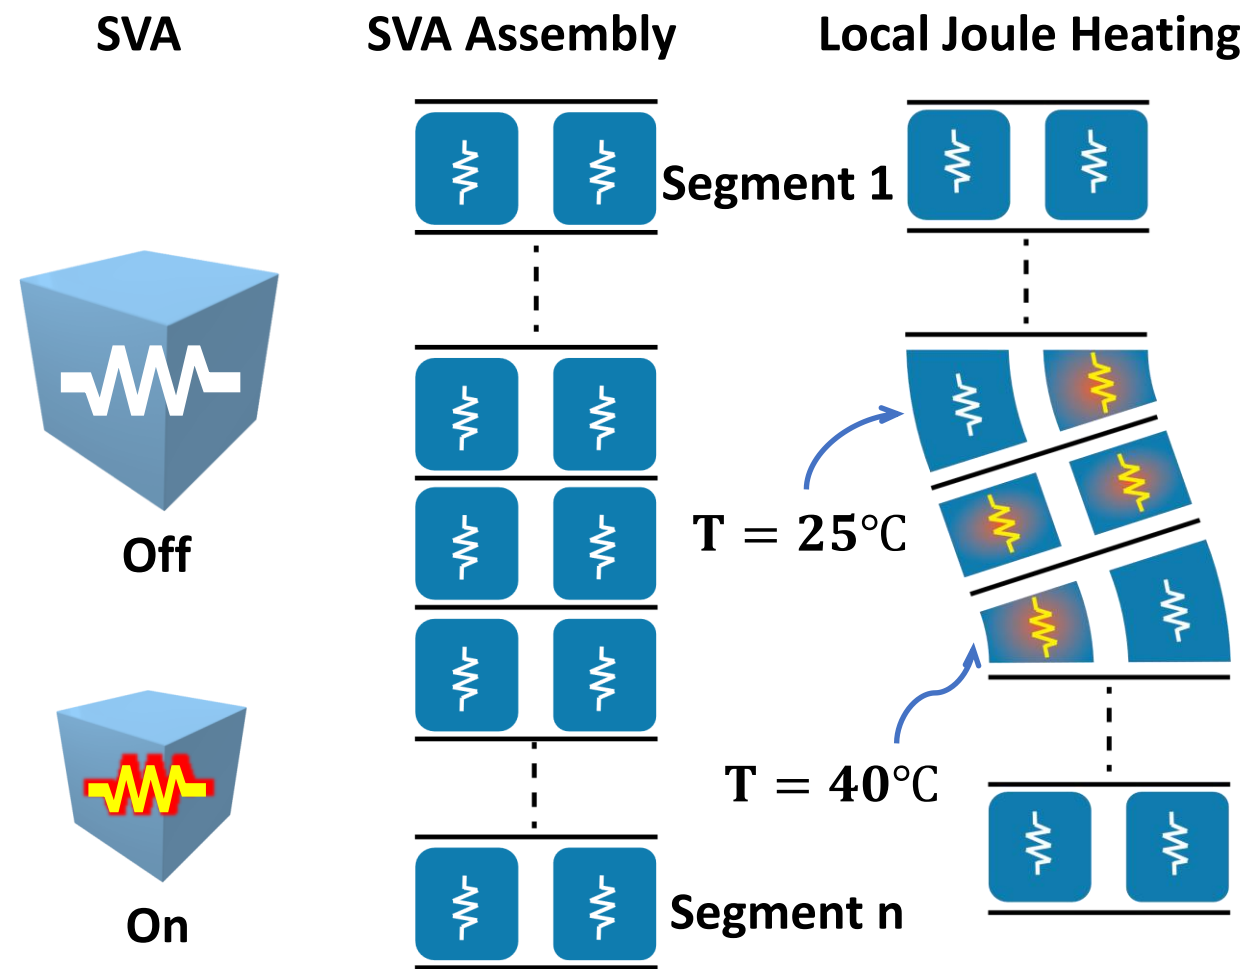 SVA
SVA Assembly
Local Joule Heating
Segment 1
T = 25℃
Off
T = 40℃
On
Segment n